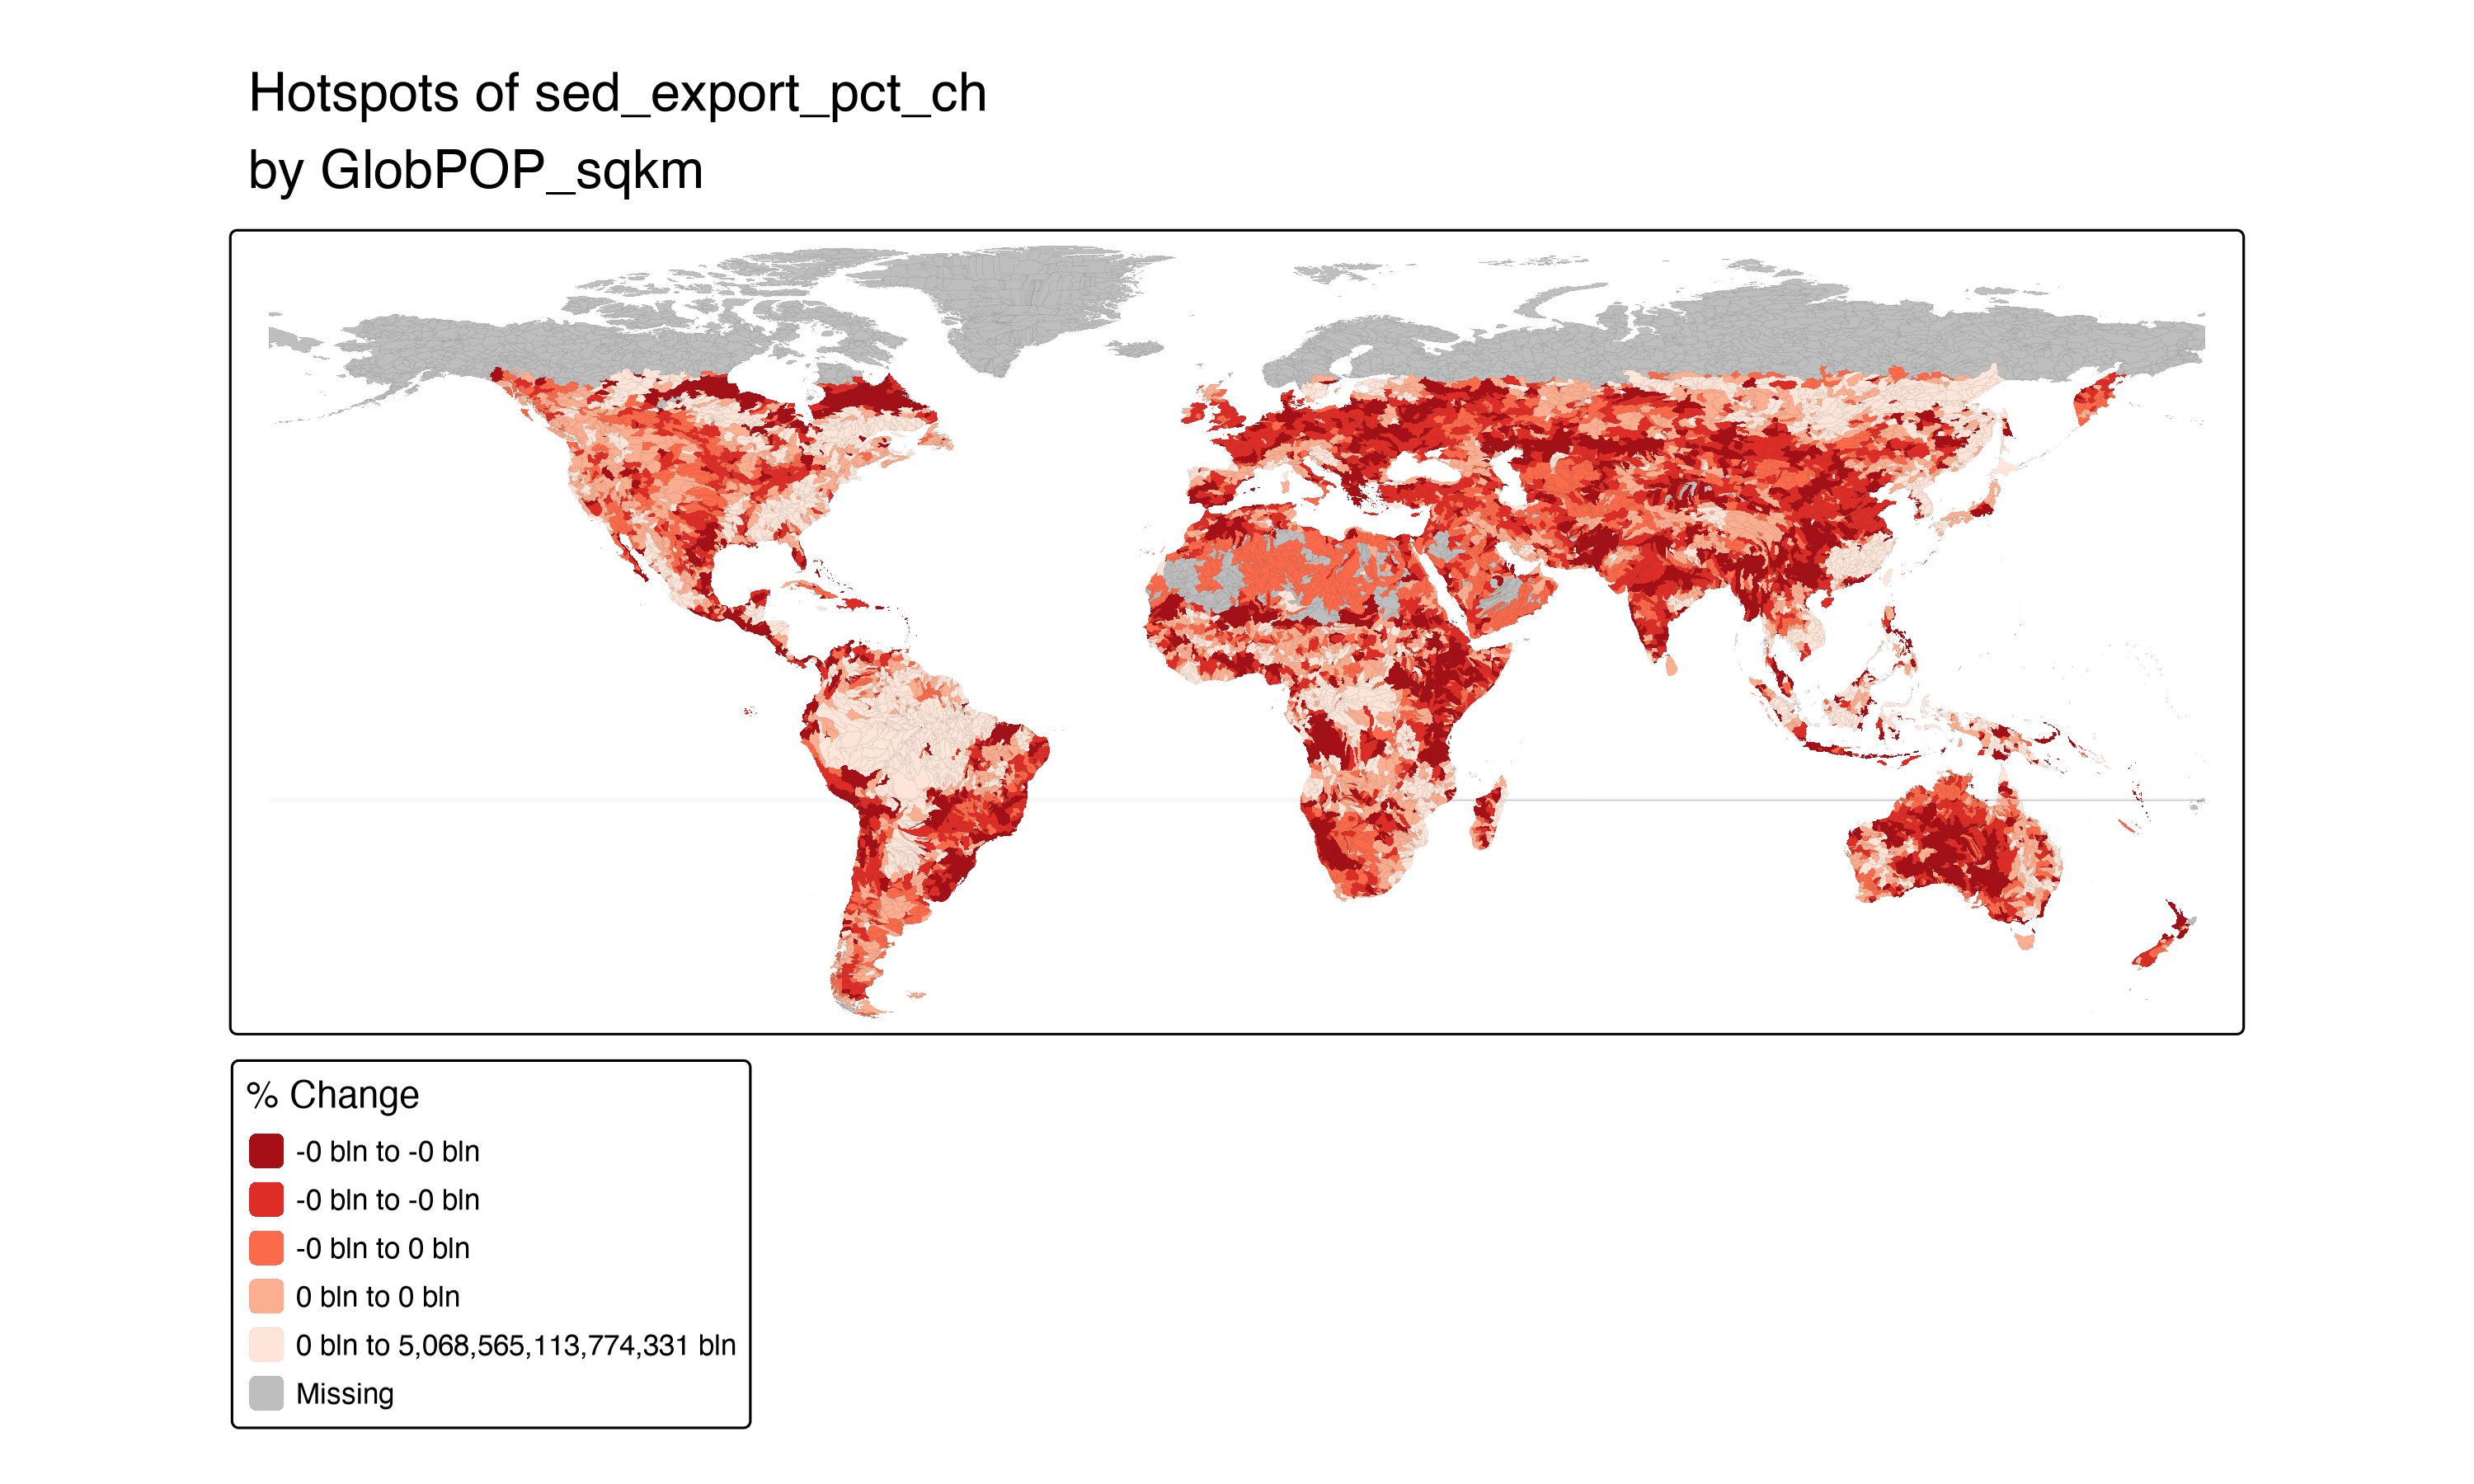 Hotspots of sed_export_pct_ch
by GlobPOP_sqkm
% Change
-0 bln to -0 bln
-0 bln to -0 bln
-0 bln to 0 bln
0 bln to 0 bln
0 bln to 5,068,565,113,774,331 bln
Missing